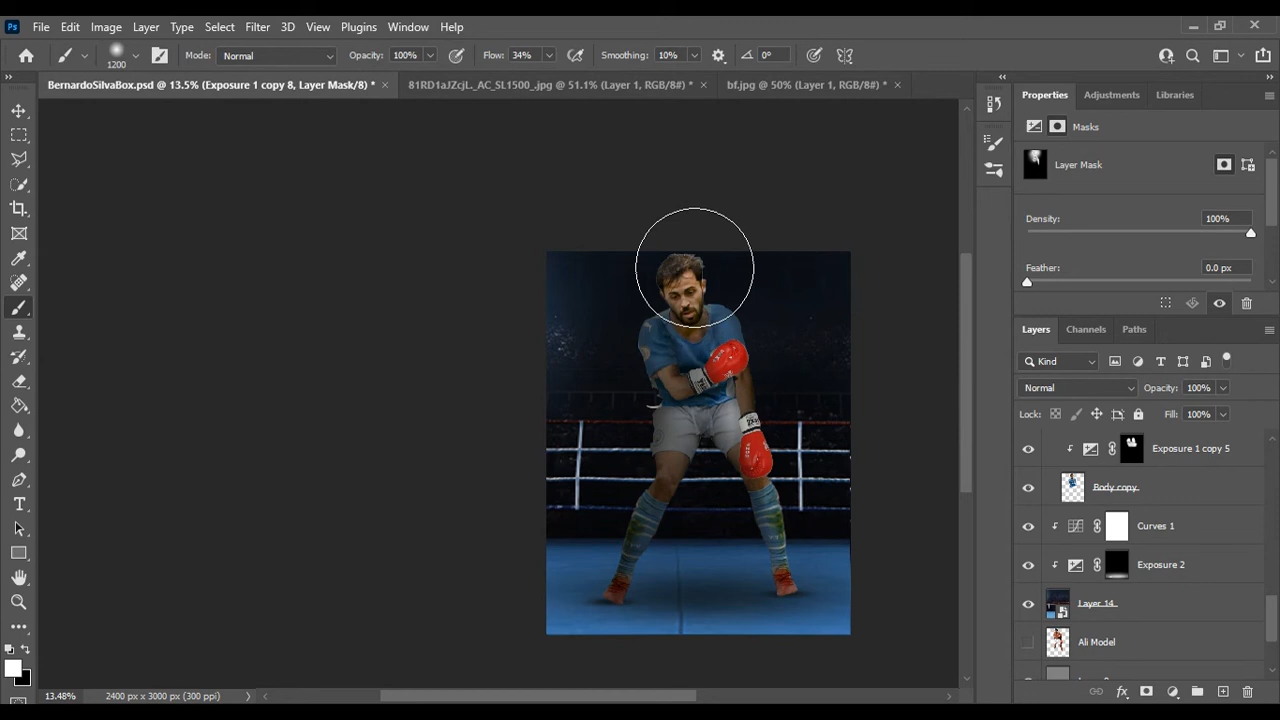 Ps File Edit Image Layer Type Select Filter 3D View Plugins Window Help
1200 Mode: Normal Opacity: 100% Flow: 34% Smoothing: 10% 0°
BernardoSilvaBox.psd @ 13.5% (Exposure 1 copy 8, Layer Mask/8) * × 81RD1aJZcjL._AC_SL1500_.jpg @ 51.1% (Layer 1, RGB/8#) * × bf.jpg @ 50% (Layer 1, RGB/8#) * ×
Properties Adjustments Libraries
Masks
Layer Mask
Density: 100%
Feather: 0.0 px
Layers Channels Paths
Kind
Normal Opacity: 100%
Lock: Fill: 100%
Exposure 1 copy 5
Body copy
Curves 1
Exposure 2
Layer 14
Ali Model
13.48% 2400 px x 3000 px (300 ppi)